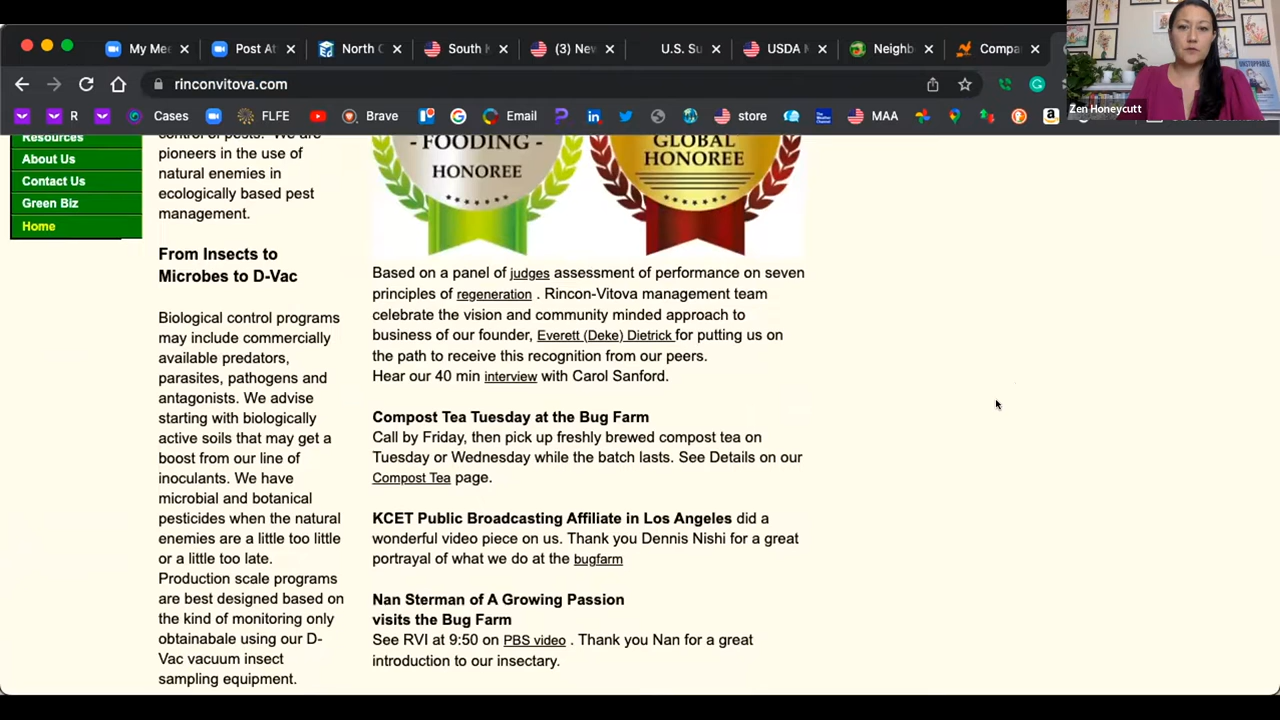 My Me
Post At
North C
South
(3) Nev
U.S. Su
USDA
Neighb
Compa
rinconvitova.com
R
Cases
FLFE
Brave
Email
store
MAA
UNSTOPPABLE
Zen Honeycutt
Resources
About Us
Contact Us
Green Biz
Home
control of pests. We are
pioneers in the use of
natural enemies in
ecologically based pest
management.
From Insects to
Microbes to D-Vac
Biological control programs
may include commercially
available predators,
parasites, pathogens and
antagonists. We advise
starting with biologically
active soils that may get a
boost from our line of
inoculants. We have
microbial and botanical
pesticides when the natural
enemies are a little too little
or a little too late.
Production scale programs
are best designed based on
the kind of monitoring only
obtainabale using our D-
Vac vacuum insect
sampling equipment.
- FOODING -
HONOREE
GLOBAL
HONOREE
Based on a panel of judges assessment of performance on seven
principles of regeneration . Rincon-Vitova management team
celebrate the vision and community minded approach to
business of our founder, Everett (Deke) Dietrick for putting us on
the path to receive this recognition from our peers.
Hear our 40 min interview with Carol Sanford.
Compost Tea Tuesday at the Bug Farm
Call by Friday, then pick up freshly brewed compost tea on
Tuesday or Wednesday while the batch lasts. See Details on our
Compost Tea page.
KCET Public Broadcasting Affiliate in Los Angeles did a
wonderful video piece on us. Thank you Dennis Nishi for a great
portrayal of what we do at the bugfarm
Nan Sterman of A Growing Passion
visits the Bug Farm
See RVI at 9:50 on PBS video . Thank you Nan for a great
introduction to our insectary.